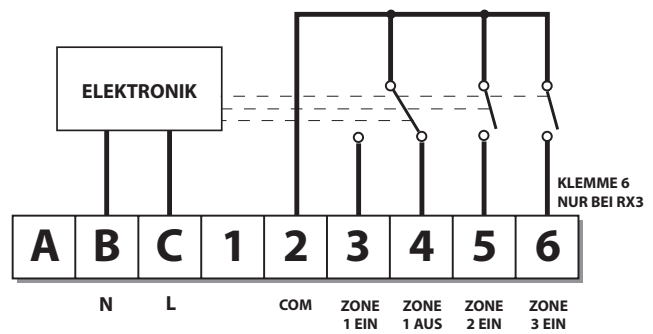 ELEKTRONIK
KLEMME 6
NUR BEI RX3
A B C 1 2 3 4 5 6
N L COM ZONE ZONE ZONE ZONE
1 EIN 1 AUS 2 EIN 3 EIN